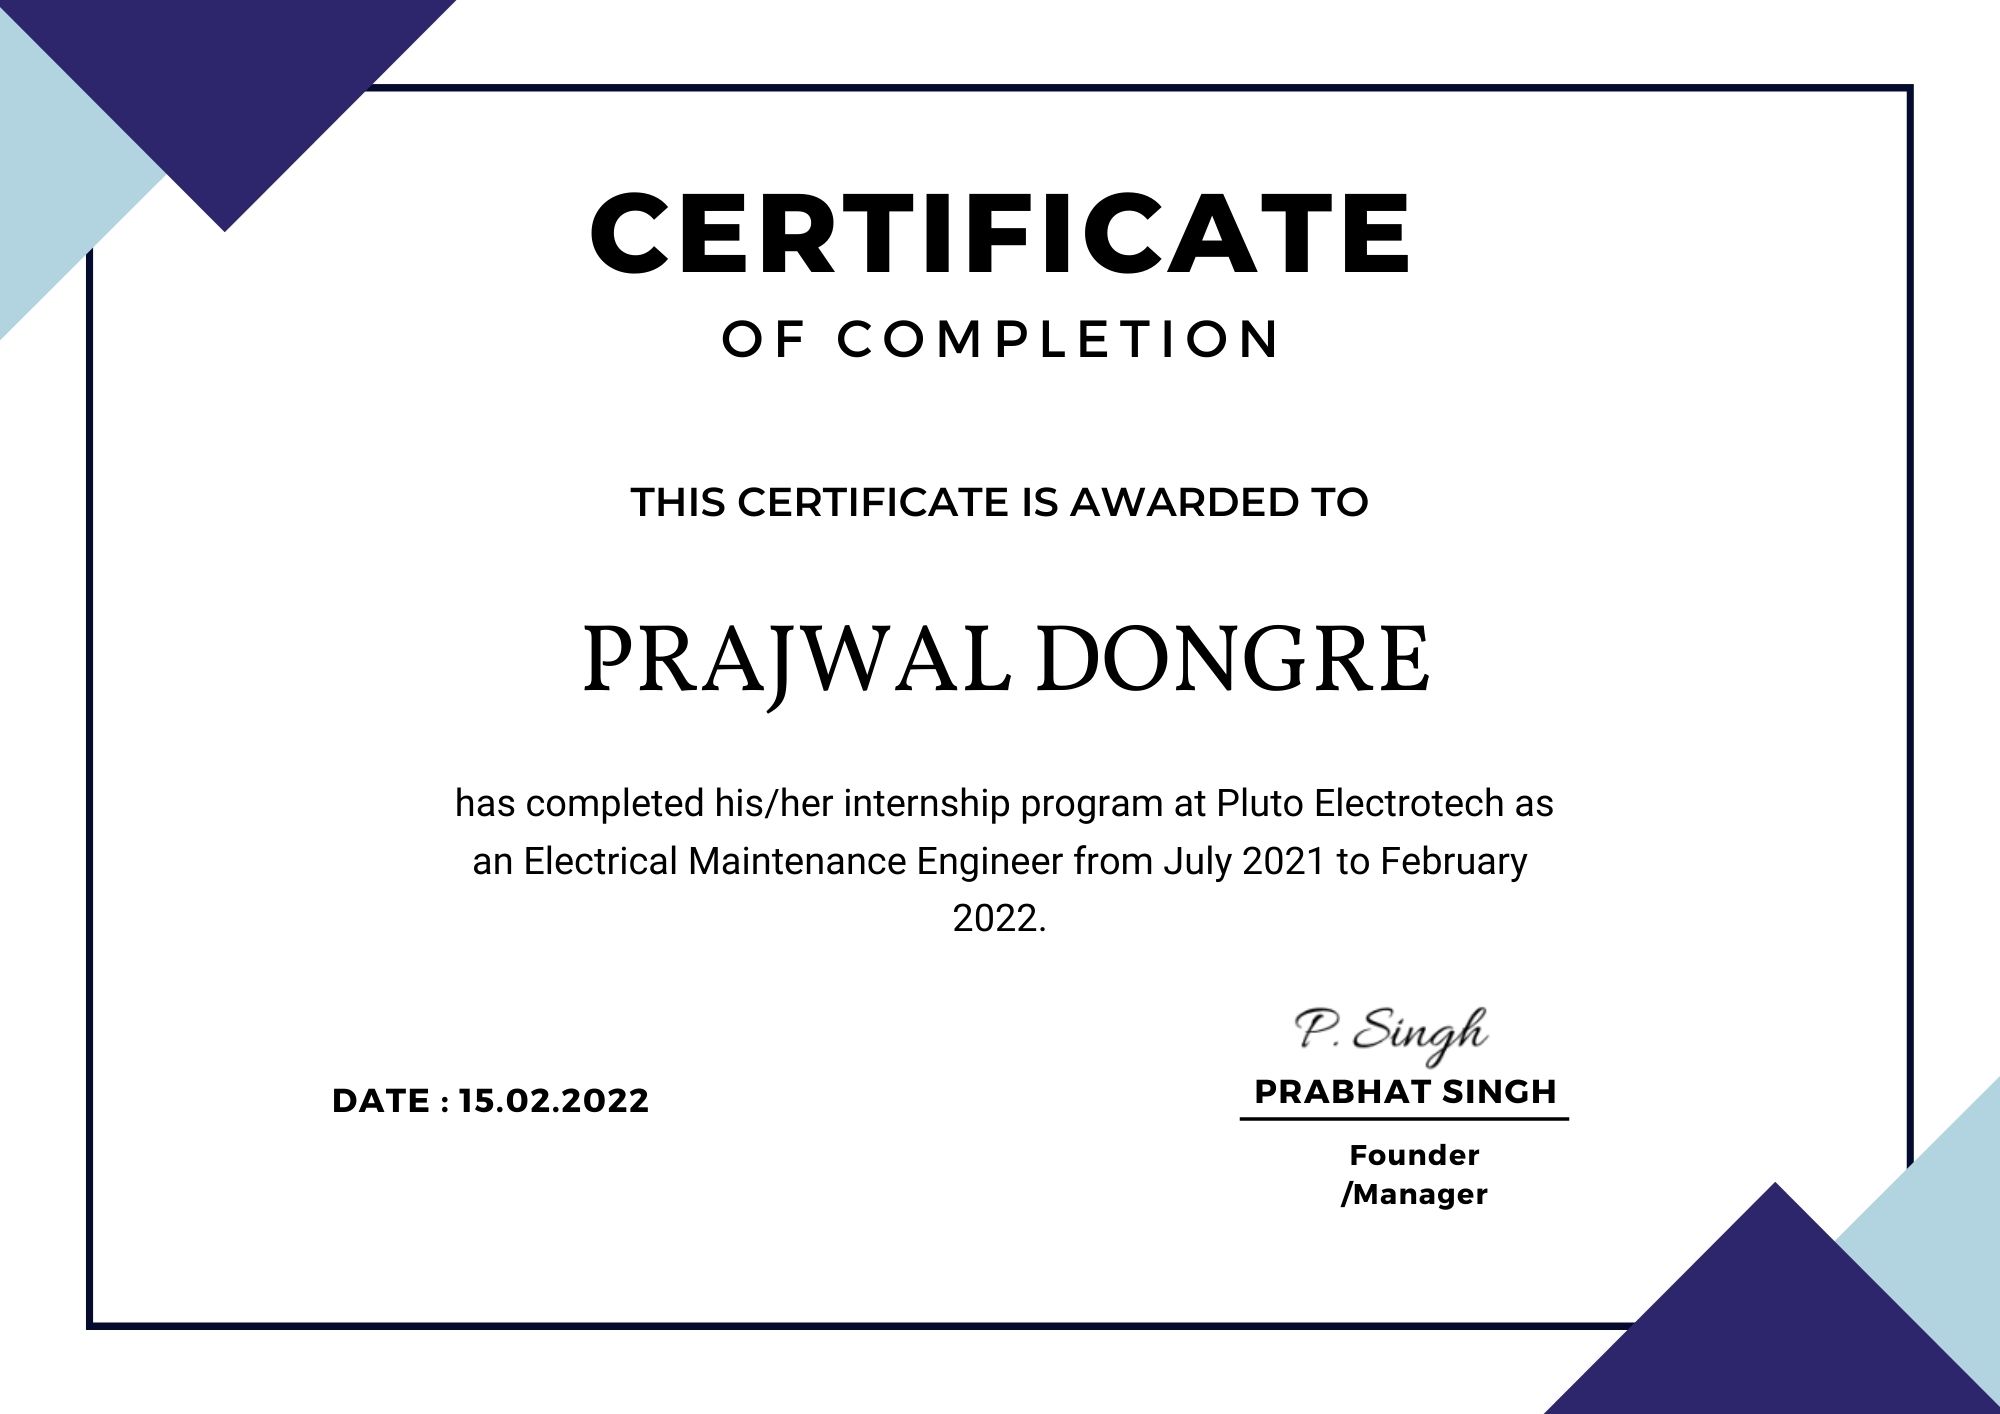 CERTIFICATE
OF COMPLETION
THIS CERTIFICATE IS AWARDED TO
PRAJWAL DONGRE
has completed his/her internship program at Pluto Electrotech as
an Electrical Maintenance Engineer from July 2021 to February
2022.
P. Singh
PRABHAT SINGH
DATE : 15.02.2022
Founder
/Manager